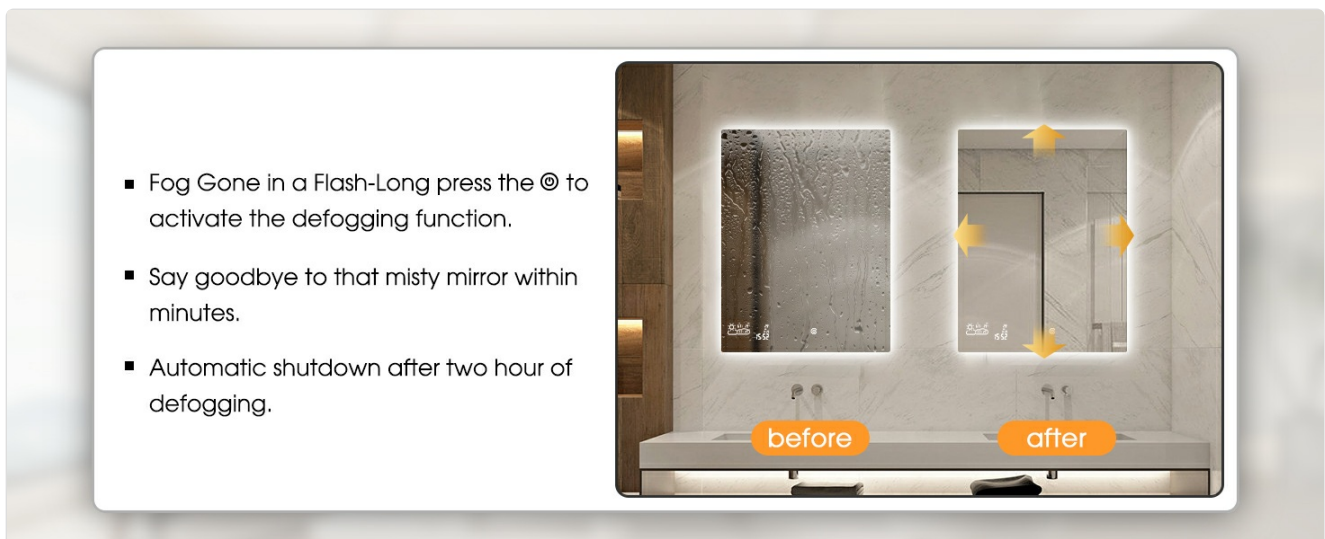 Fog Gone in a Flash-Long press the ⏻ to
activate the defogging function.
Say goodbye to that misty mirror within
minutes.
Automatic shutdown after two hour of
defogging.
before
after